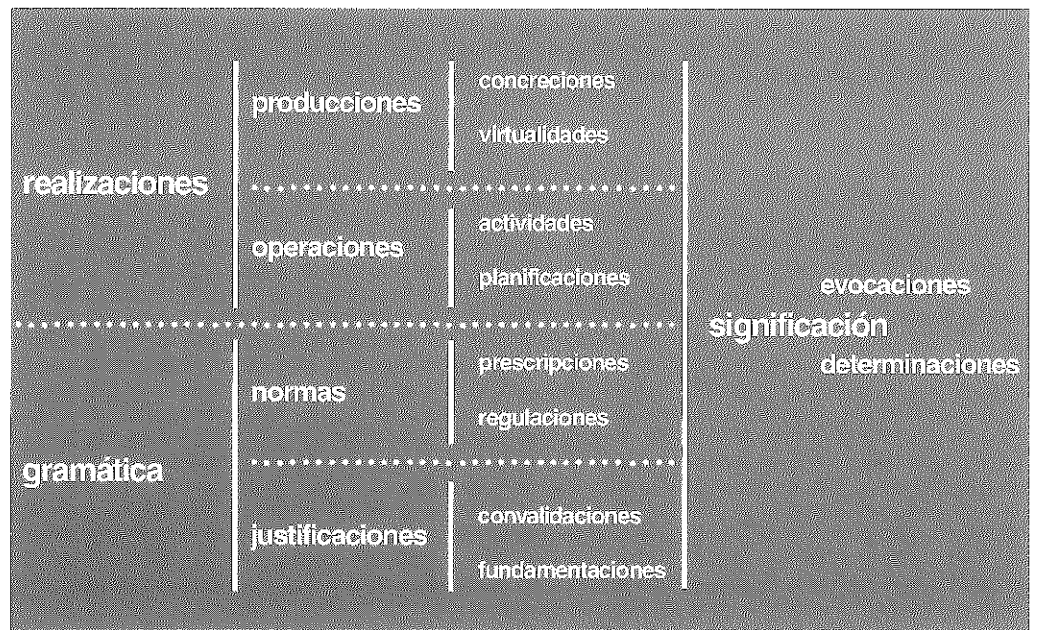 realizaciones
producciones
concreciones
virtualidades
operaciones
actividades
planificaciones
gramática
normas
prescripciones
regulaciones
justificaciones
convalidaciones
fundamentaciones
significación
evocaciones
determinaciones